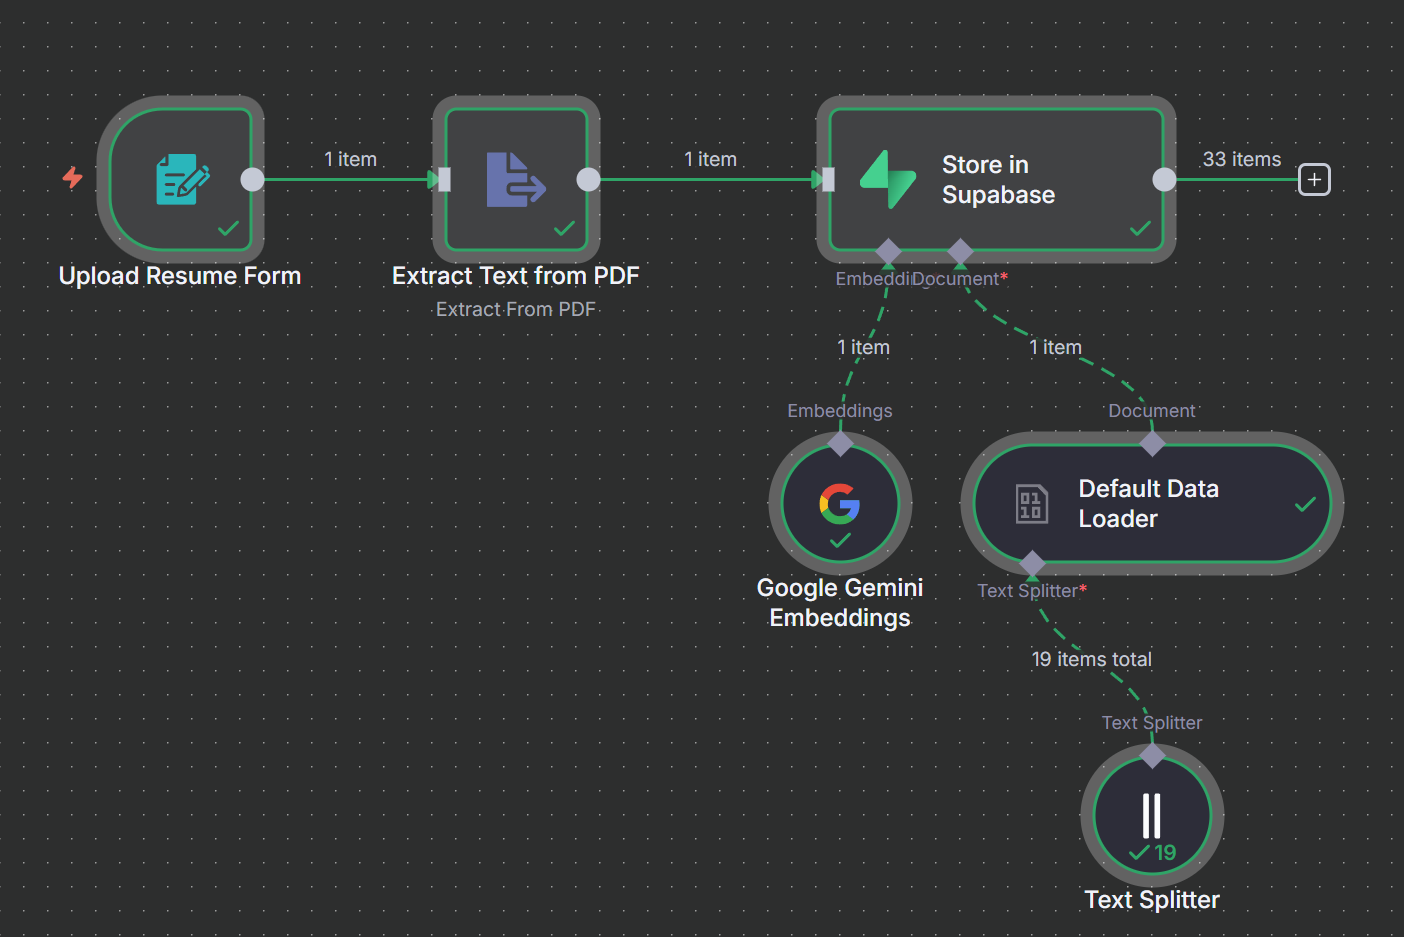 1 item
1 item
Store in
Supabase
33 items
Upload Resume Form
Extract Text from PDF
Extract From PDF
Embeddi
Document*
1 item
1 item
Embeddings
Document
Default Data
Loader
Google Gemini
Embeddings
Text Splitter*
19 items total
Text Splitter
19
Text Splitter